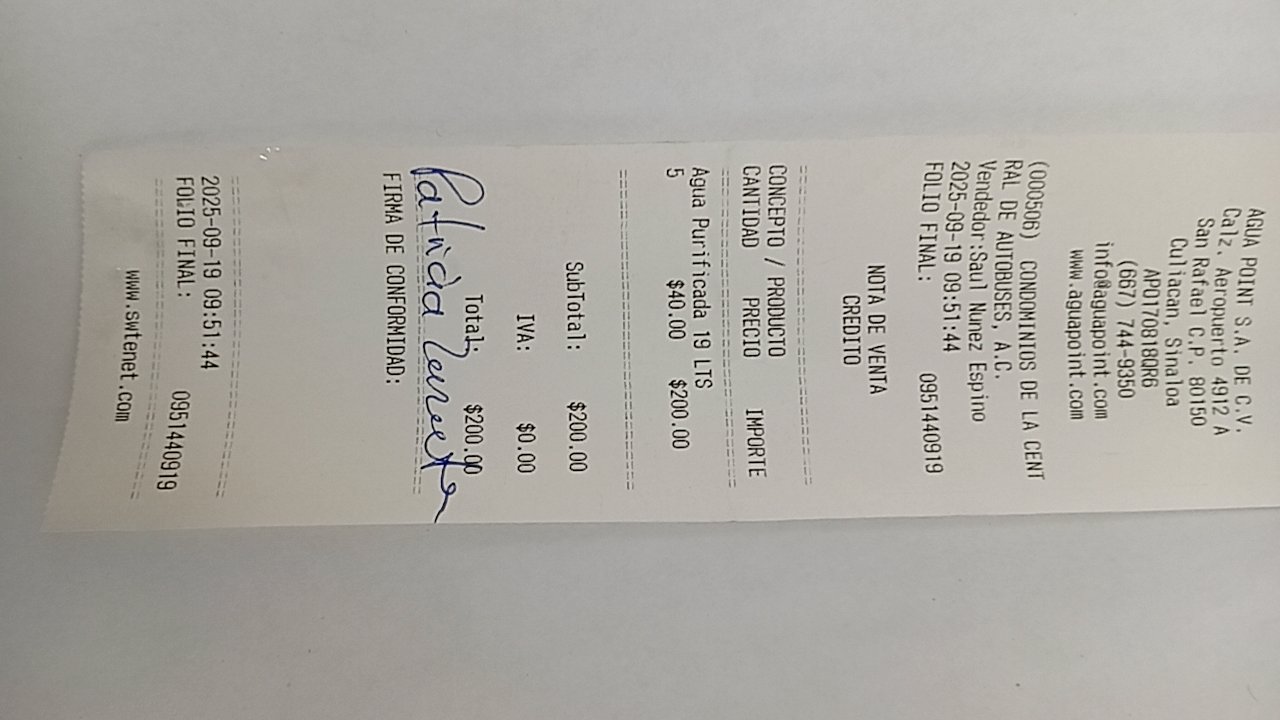 AGUA POINT S.A. DE C.V.
Calz. Aeropuerto 4912 A
San Rafael C.P. 80150
Culiacan, Sinaloa
APO170818QR6
(667) 744-9350
info@aguapoint.com
www.aguapoint.com
(000506) CONDOMINIOS DE LA CENT
RAL DE AUTOBUSES, A.C.
Vendedor:Saul Nunez Espino
2025-09-19 09:51:44
FOLIO FINAL: 0951440919
NOTA DE VENTA
CREDITO
CONCEPTO / PRODUCTO
CANTIDAD PRECIO IMPORTE
Agua Purificada 19 LTS
5 $40.00 $200.00
SubTotal: $200.00
IVA: $0.00
Total: $200.00
Patricia
FIRMA DE CONFORMIDAD:
2025-09-19 09:51:44
FOLIO FINAL: 0951440919
www.swtenet.com